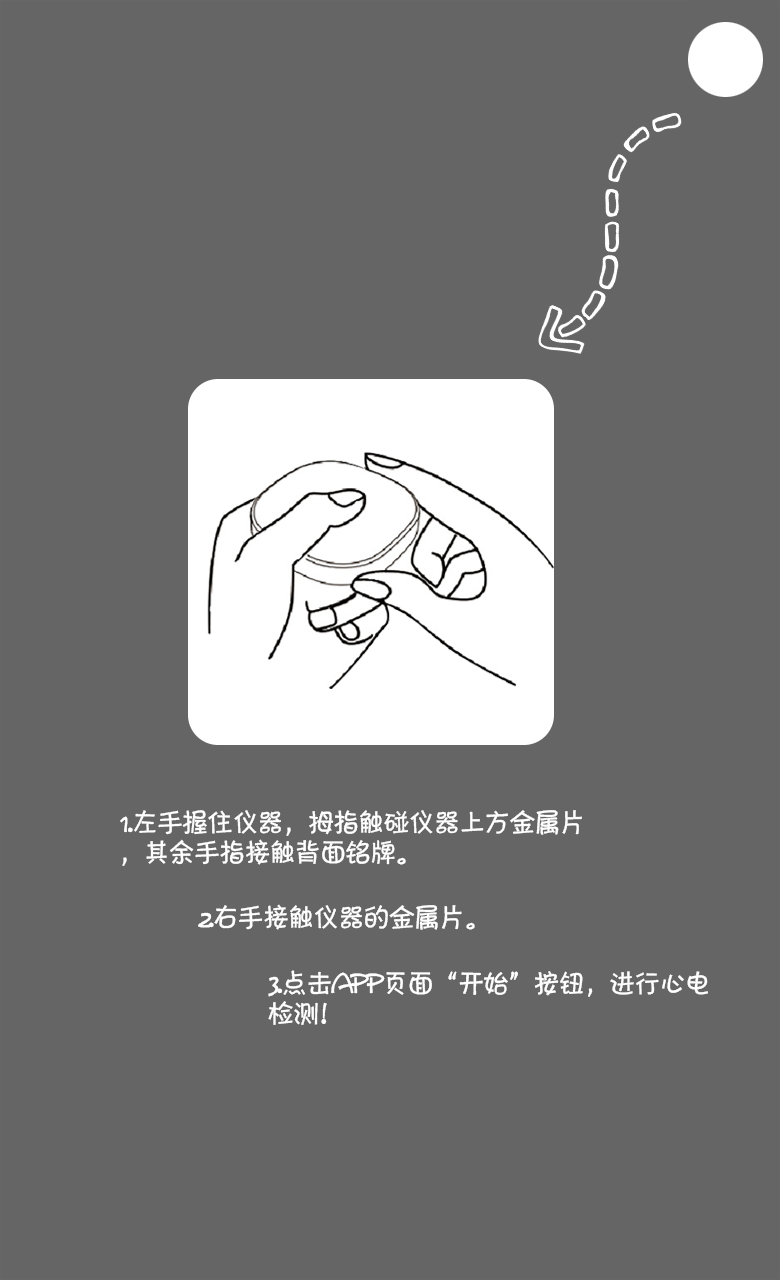 1.左手握住仪器，拇指触碰仪器上方金属片
，其余手指接触背面铭牌。
2右手接触仪器的金属片。
3.点击APP页面“开始”按钮，进行心电
检测！